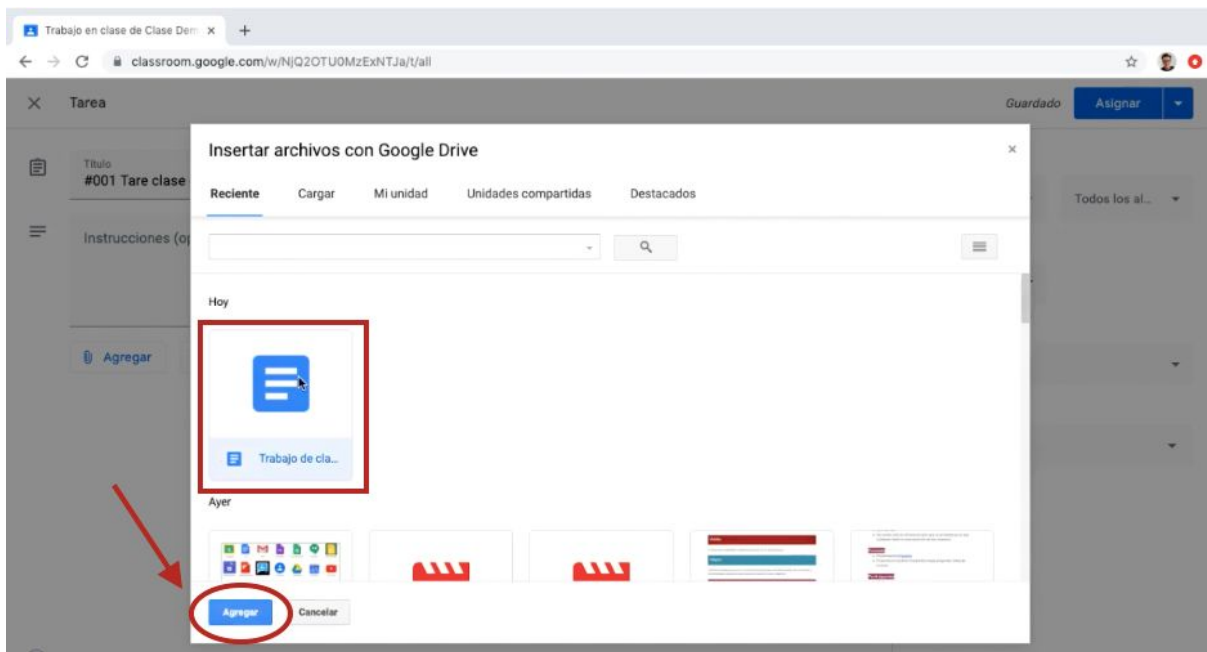 Trabajo en clase de Clase Dem
classroom.google.com/w/NjQ2OTU0MzExNTJa/t/all
Tarea
Guardado
Asignar
Insertar archivos con Google Drive
Título
#001 Tare clase
Reciente Cargar Mi unidad Unidades compartidas Destacados
Todos los al...
Instrucciones (op
Hoy
Agregar
Trabajo de cla...
Ayer
Agregar Cancelar